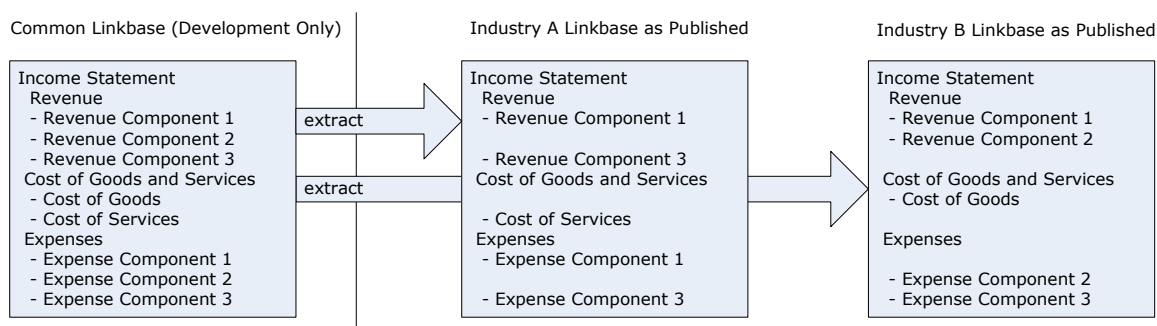 Common Linkbase (Development Only)
Industry A Linkbase as Published
Industry B Linkbase as Published
Income Statement
Revenue
- Revenue Component 1
- Revenue Component 2
- Revenue Component 3
Cost of Goods and Services
- Cost of Goods
- Cost of Services
Expenses
- Expense Component 1
- Expense Component 2
- Expense Component 3
extract
extract
Income Statement
Revenue
- Revenue Component 1
- Revenue Component 3
Cost of Goods and Services
- Cost of Services
Expenses
- Expense Component 1
- Expense Component 3
Income Statement
Revenue
- Revenue Component 1
- Revenue Component 2
Cost of Goods and Services
- Cost of Goods
Expenses
- Expense Component 2
- Expense Component 3